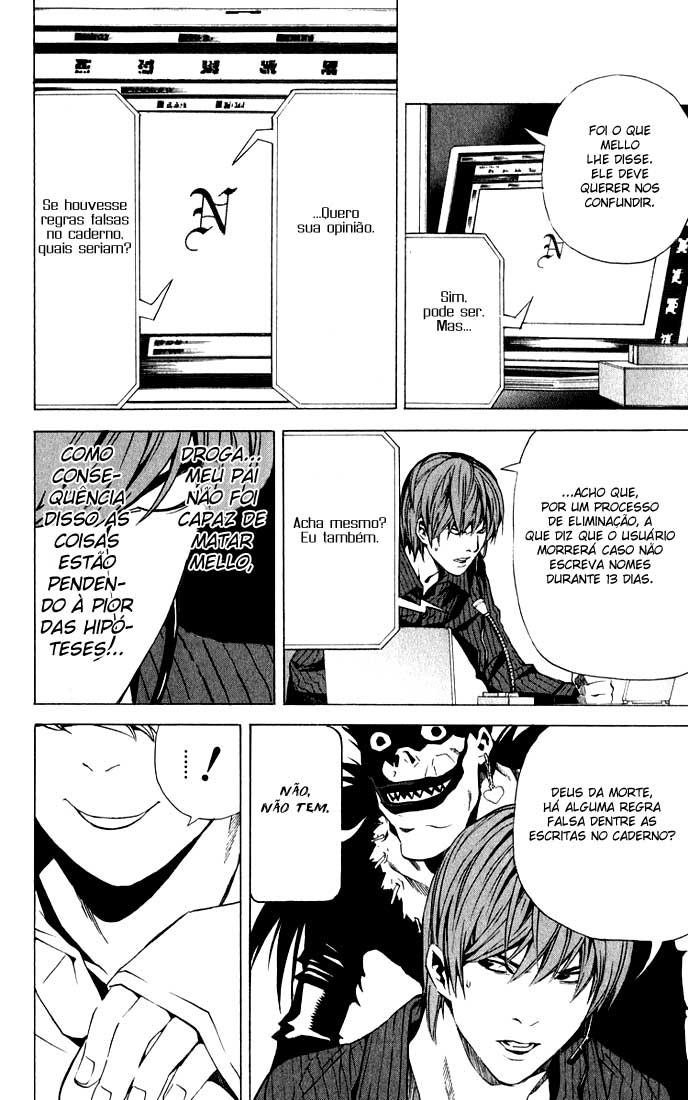 FOI O QUE
MELLO
LHE DISSE.
ELE DEVE
QUERER NOS
CONFUNDIR.
Sim,
pode ser.
Mas...
N
...Quero
sua opinião.
N
Se houvesse
regras falsas
no caderno,
quais seriam?
...ACHO QUE,
POR UM PROCESSO
DE ELIMINAÇÃO, A
QUE DIZ QUE O USUÁRIO
MORRERÁ CASO NÃO
ESCREVA NOMES
DURANTE 13 DIAS.
Acha mesmo?
Eu também.
DROGA...
MEU PAI
NÃO FOI
CAPAZ DE
MATAR
MELLO,
COMO
CONSE-
QUÊNCIA
DISSO AS
COISAS
ESTÃO
PENDEN-
DO À PIOR
DAS HIPÓ-
TESES!...
DEUS DA MORTE,
HÁ ALGUMA REGRA
FALSA DENTRE AS
ESCRITAS NO CADERNO?
NÃO,
NÃO TEM.
......!